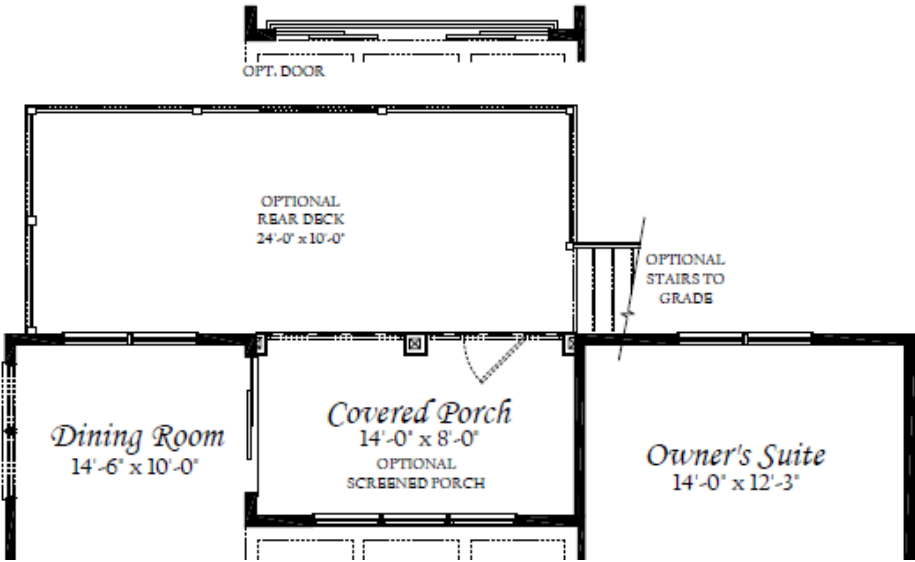 OPT. DOOR
OPTIONAL
REAR DECK
24'-0" x 10'-0"
OPTIONAL
STAIRS TO
GRADE
Dining Room
14'-6" x 10'-0"
Covered Porch
14'-0" x 8'-0"
OPTIONAL
SCREENED PORCH
Owner's Suite
14'-0" x 12'-3"